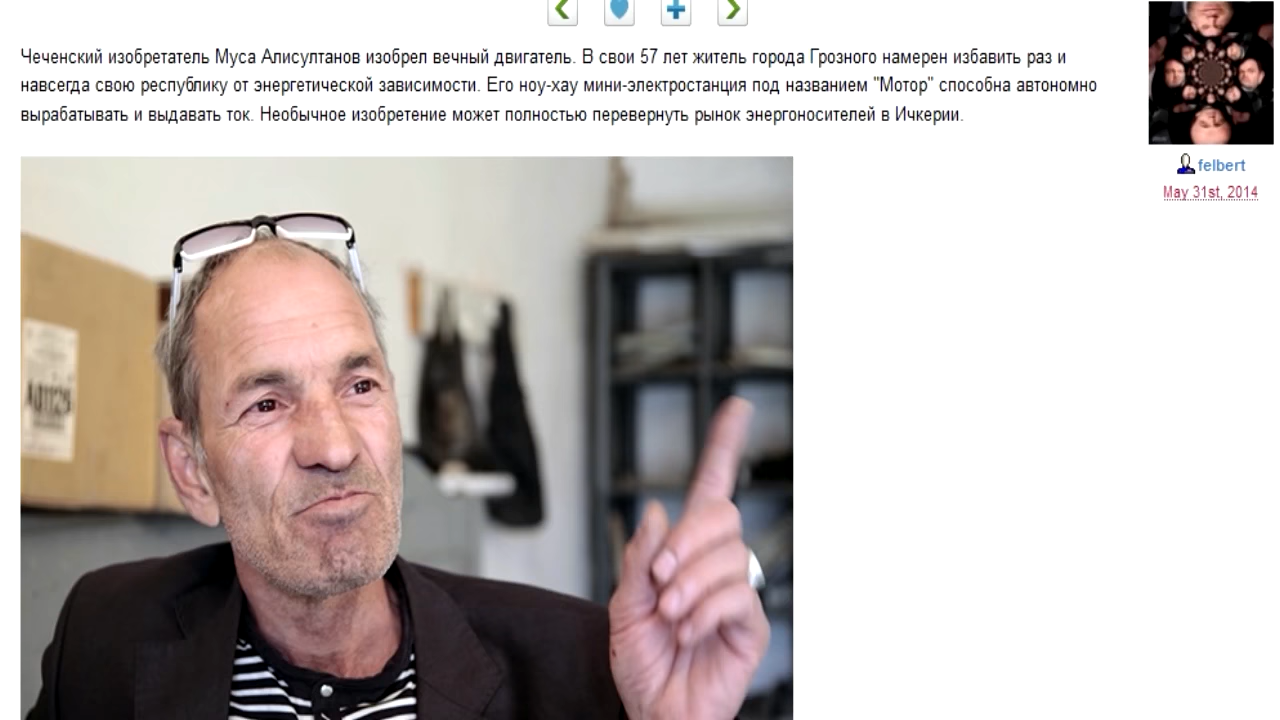 Чеченский изобретатель Муса Алисултанов изобрел вечный двигатель. В свои 57 лет житель города Грозного намерен избавить раз и
навсегда свою республику от энергетической зависимости. Его ноу-хау мини-электростанция под названием "Мотор" способна автономно
вырабатывать и выдавать ток. Необычное изобретение может полностью перевернуть рынок энергоносителей в Ичкерии.
felbert
May 31st, 2014